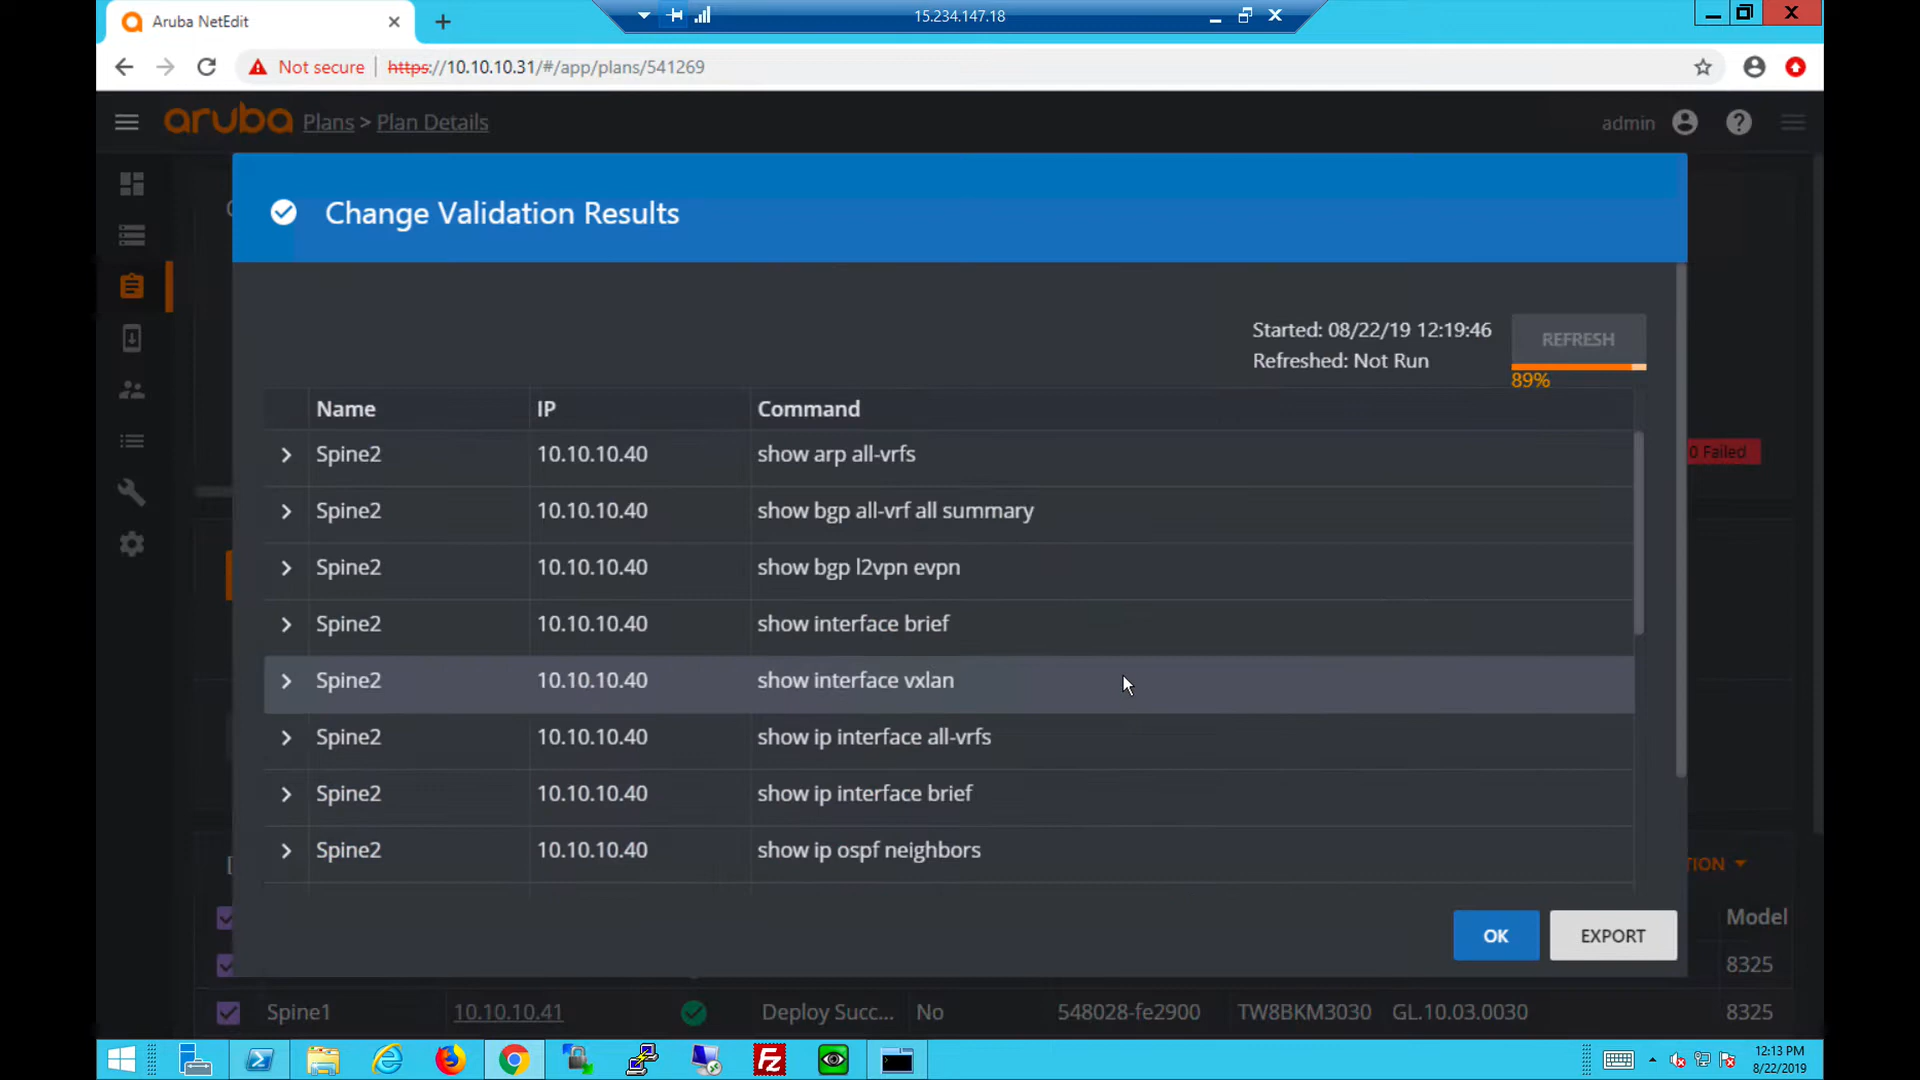 Aruba NetEdit
15.234.147.18
Not secure
https://10.10.10.31/#/app/plans/541269
aruba
Plans > Plan Details
admin
Change Validation Results
Started: 08/22/19 12:19:46
Refreshed: Not Run
REFRESH
89%
Name IP Command
Spine2 10.10.10.40 show arp all-vrfs
Spine2 10.10.10.40 show bgp all-vrf all summary
Spine2 10.10.10.40 show bgp l2vpn evpn
Spine2 10.10.10.40 show interface brief
Spine2 10.10.10.40 show interface vxlan
Spine2 10.10.10.40 show ip interface all-vrfs
Spine2 10.10.10.40 show ip interface brief
Spine2 10.10.10.40 show ip ospf neighbors
0 Failed
TION
OK
EXPORT
Model
8325
Spine1 10.10.10.41 Deploy Succ... No 548028-fe2900 TW8BKM3030 GL.10.03.0030 8325
12:13 PM
8/22/2019